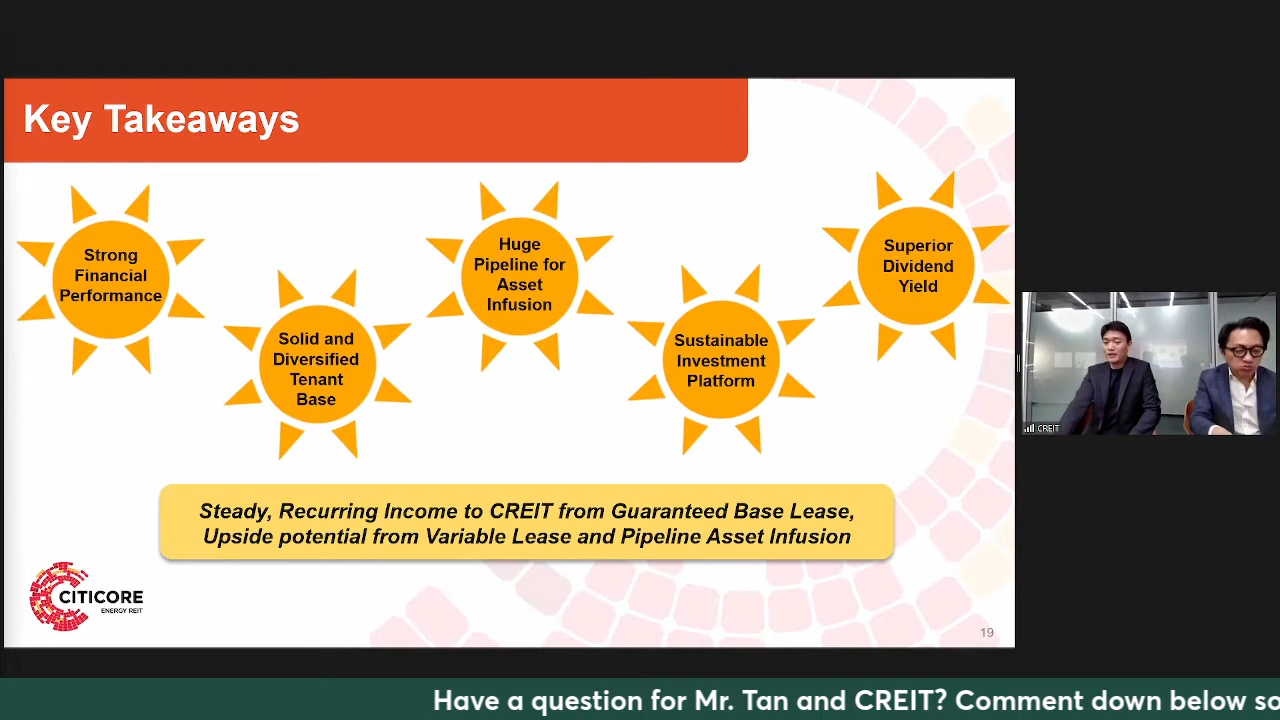 Key Takeaways
Strong
Financial
Performance
Solid and
Diversified
Tenant
Base
Huge
Pipeline for
Asset
Infusion
Sustainable
Investment
Platform
Superior
Dividend
Yield
Steady, Recurring Income to CREIT from Guaranteed Base Lease,
Upside potential from Variable Lease and Pipeline Asset Infusion
CITICORE
ENERGY REIT
19
CREIT
Have a question for Mr. Tan and CREIT? Comment down below so